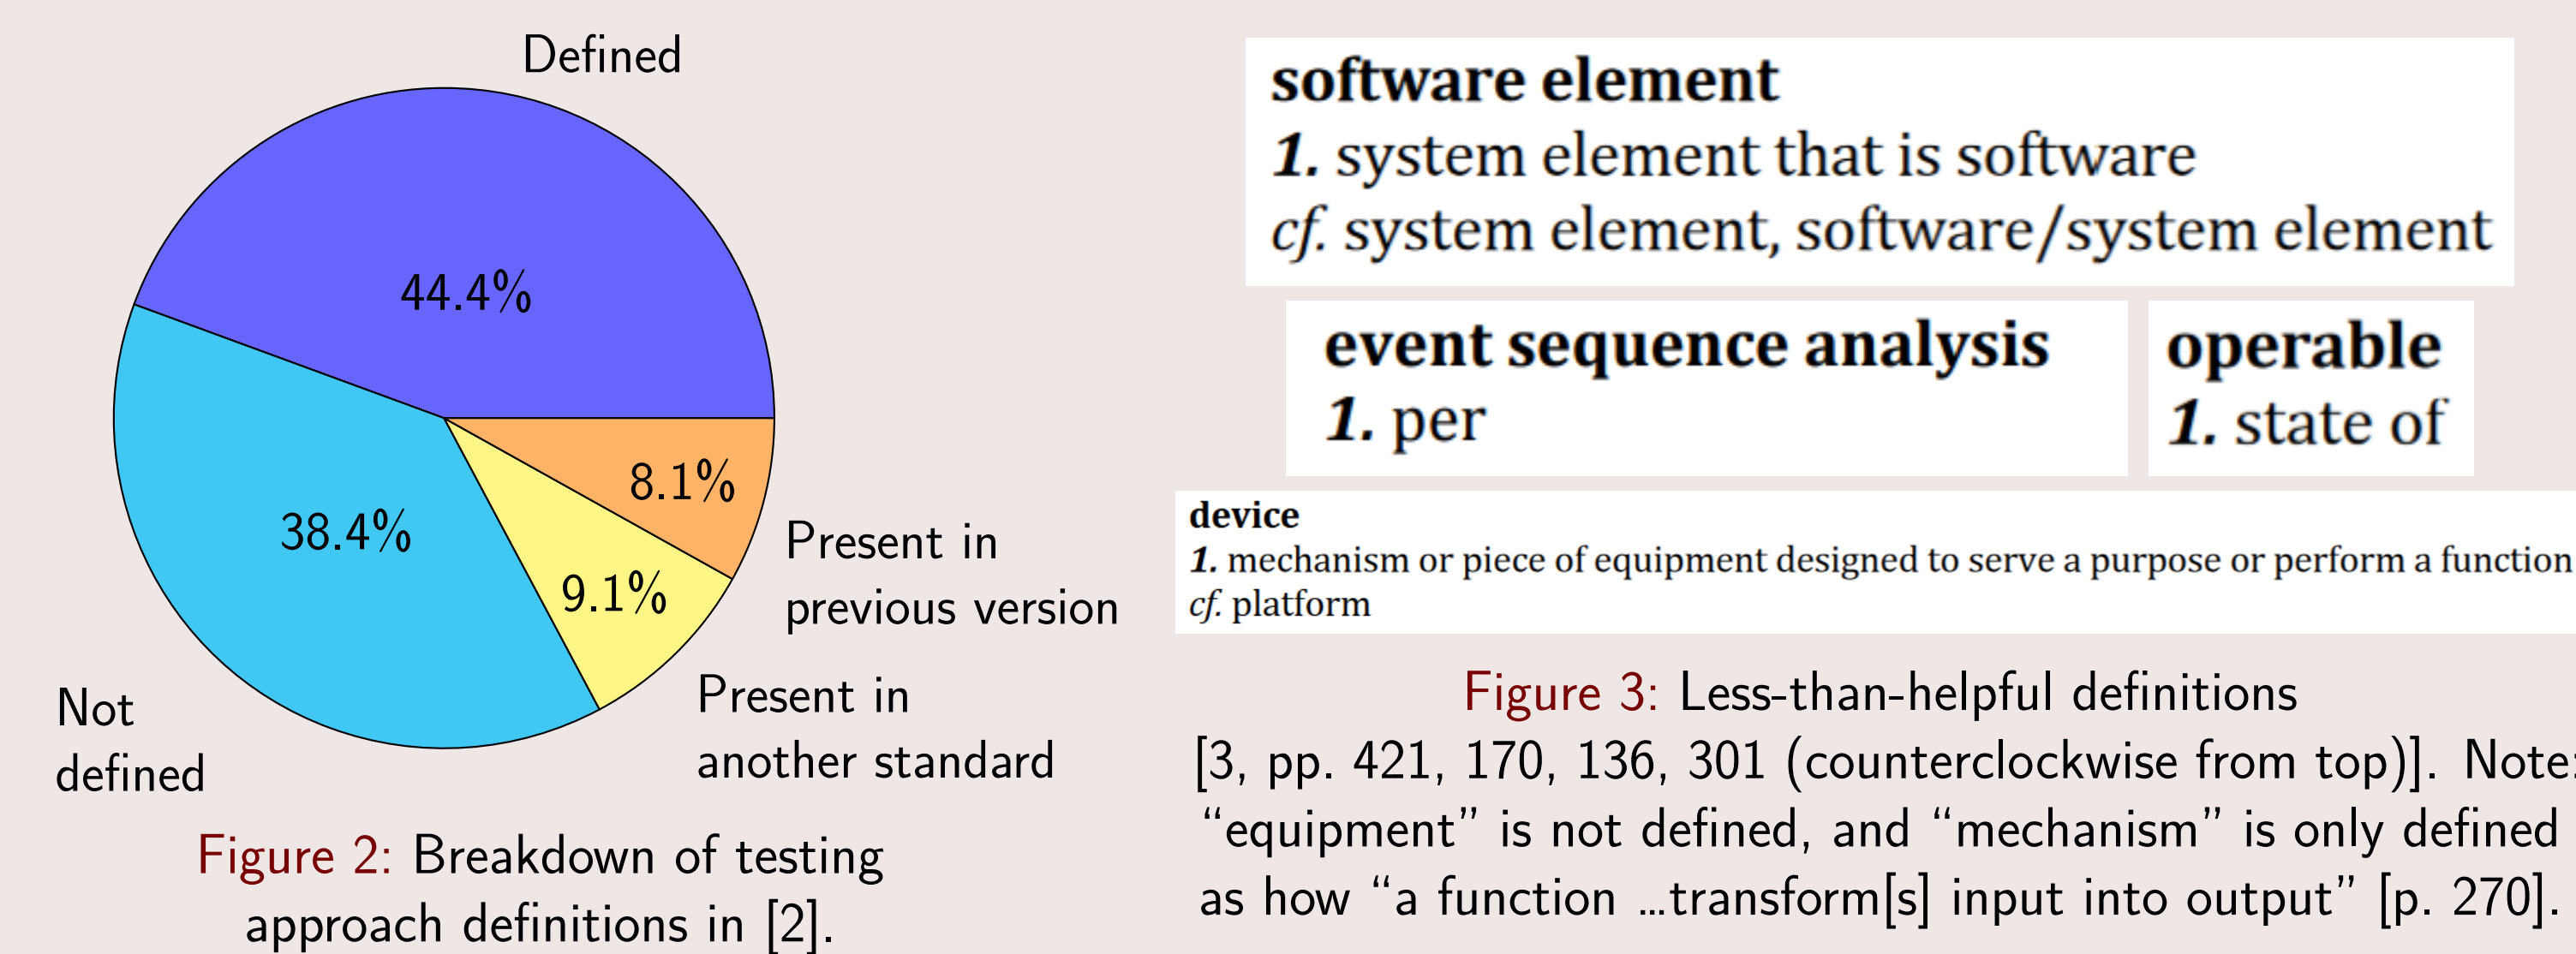 Defined
44.4%
38.4%
8.1%
9.1%
Present in
previous version
Present in
another standard
Not
defined
Figure 2: Breakdown of testing
approach definitions in [2].
software element
1. system element that is software
cf. system element, software/system element
event sequence analysis
1. per
operable
1. state of
device
1. mechanism or piece of equipment designed to serve a purpose or perform a function
cf. platform
Figure 3: Less-than-helpful definitions
[3, pp. 421, 170, 136, 301 (counterclockwise from top)]. Note:
“equipment” is not defined, and “mechanism” is only defined
as how “a function …transform[s] input into output” [p. 270].